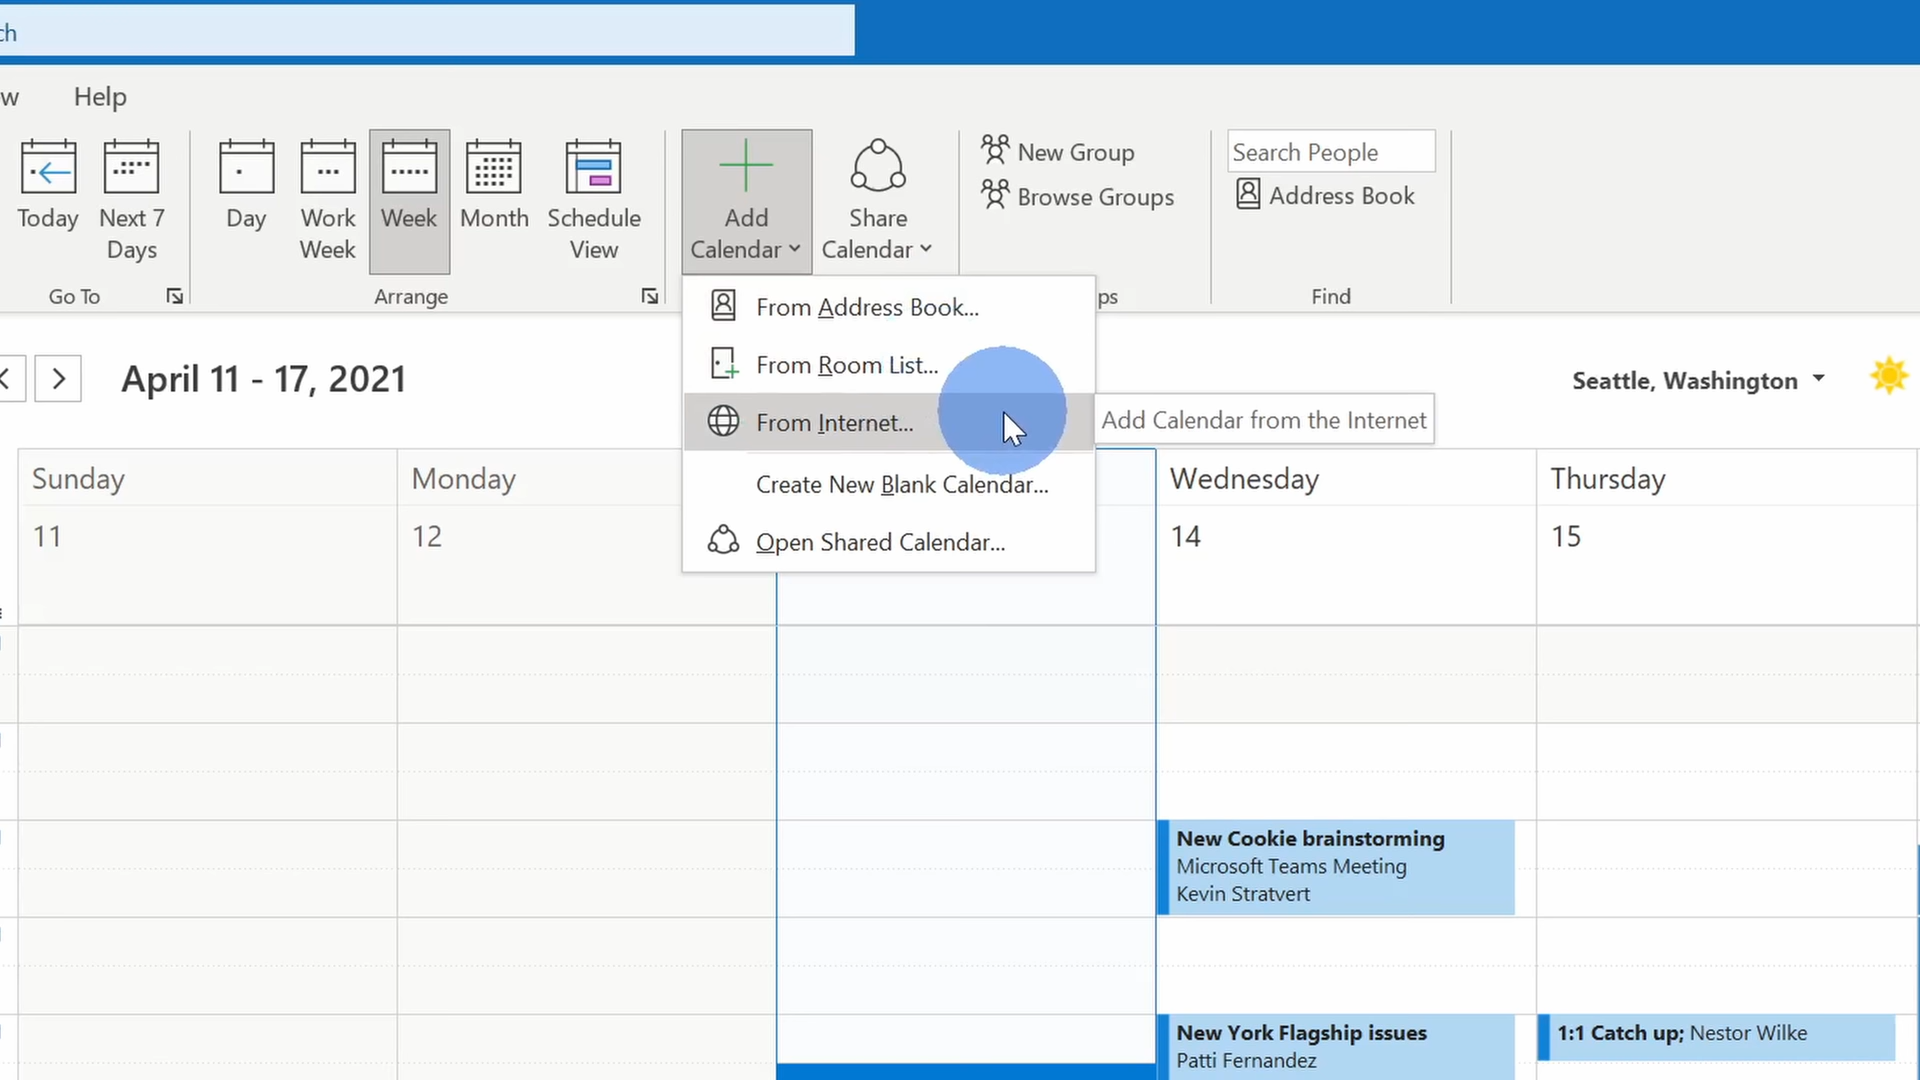 ch
w
Help
Today
Next 7
Days
Day
Work
Week
Week
Month
Schedule
View
Add
Calendar
Share
Calendar
New Group
Browse Groups
Search People
Address Book
Go To
Arrange
ps
Find
From Address Book...
From Room List...
From Internet...
Add Calendar from the Internet
Create New Blank Calendar...
Open Shared Calendar...
April 11 - 17, 2021
Seattle, Washington
Sunday
Monday
Wednesday
Thursday
11
12
14
15
New Cookie brainstorming
Microsoft Teams Meeting
Kevin Stratvert
New York Flagship issues
Patti Fernandez
1:1 Catch up; Nestor Wilke